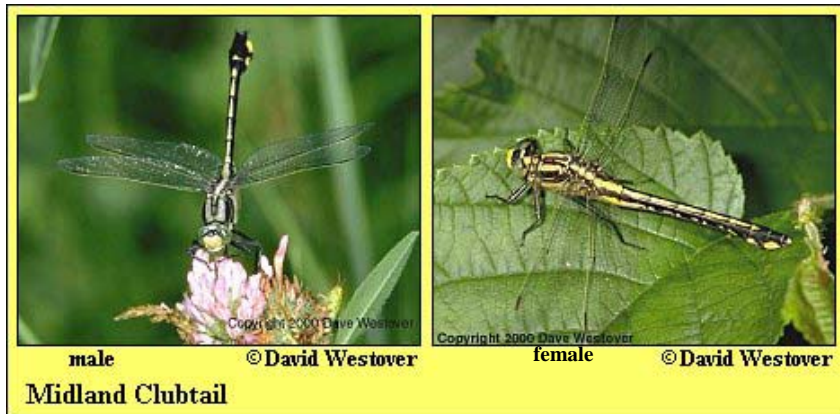 Copyright 2000 Dave Westover
Copyright 2000 Dave Westover
male ©David Westover
female ©David Westover
Midland Clubtail